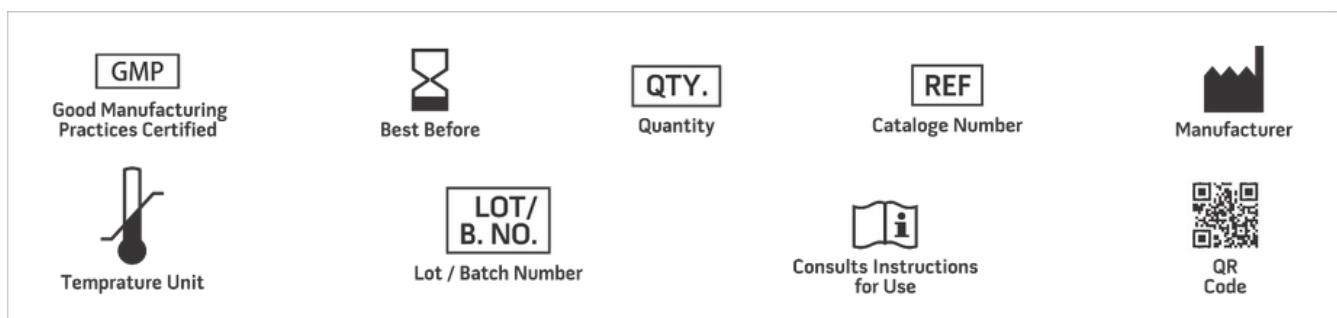 GMP
Good Manufacturing
Practices Certified
Best Before
QTY.
Quantity
REF
Cataloge Number
Manufacturer
Temprature Unit
LOT/
B. NO.
Lot / Batch Number
i
Consults Instructions
for Use
QR
Code